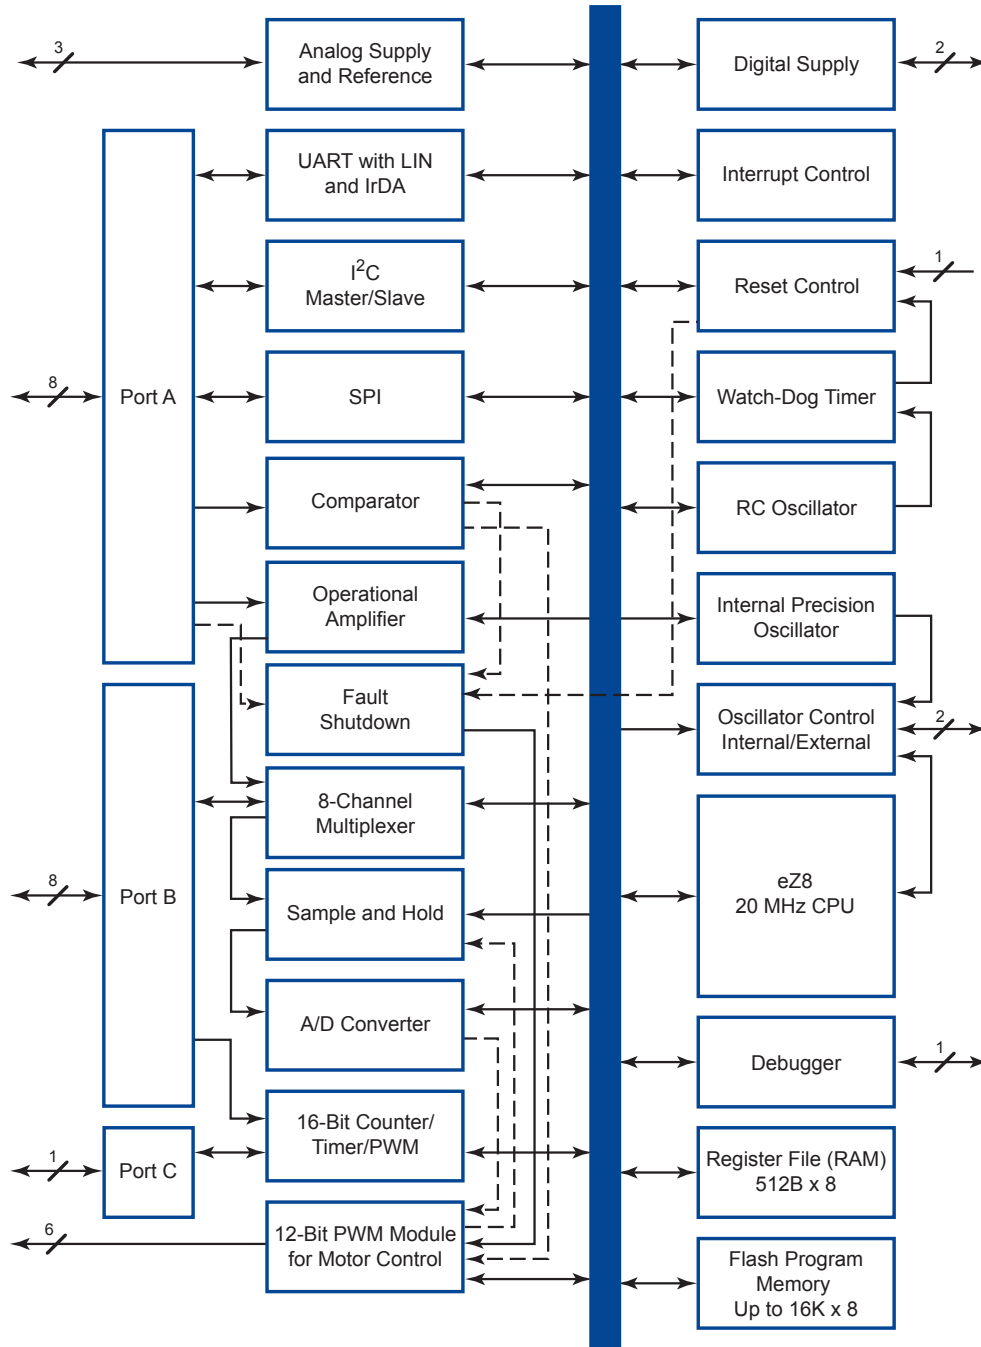 3
Analog Supply
and Reference
Digital Supply
2
UART with LIN
and IrDA
Interrupt Control
I²C
Master/Slave
Reset Control
1
8
Port A
SPI
Watch-Dog Timer
Comparator
RC Oscillator
Operational
Amplifier
Internal Precision
Oscillator
Fault
Shutdown
Oscillator Control
Internal/External
2
8-Channel
Multiplexer
8
Port B
Sample and Hold
eZ8
20 MHz CPU
A/D Converter
Debugger
1
16-Bit Counter/
Timer/PWM
1
Port C
Register File (RAM)
512B x 8
6
12-Bit PWM Module
for Motor Control
Flash Program
Memory
Up to 16K x 8